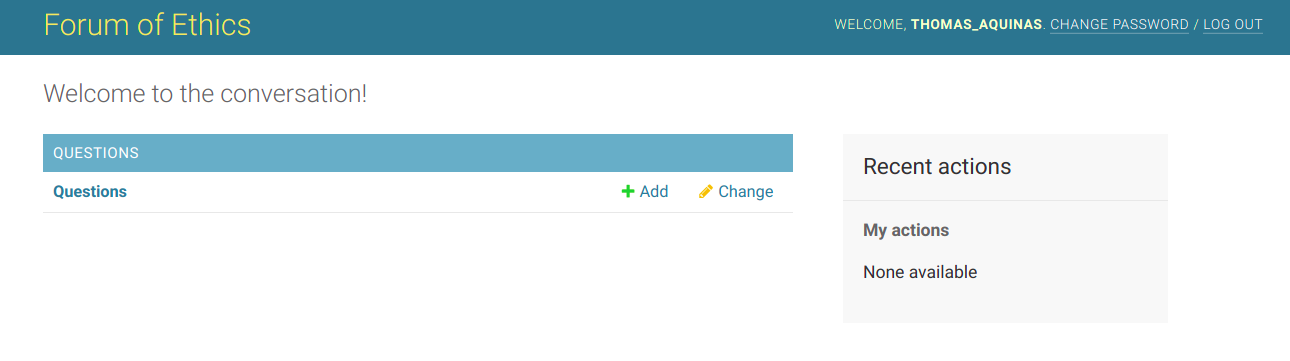 Forum of Ethics
WELCOME, THOMAS_AQUINAS. CHANGE PASSWORD / LOG OUT
Welcome to the conversation!
QUESTIONS
Questions Add Change
Recent actions
My actions
None available